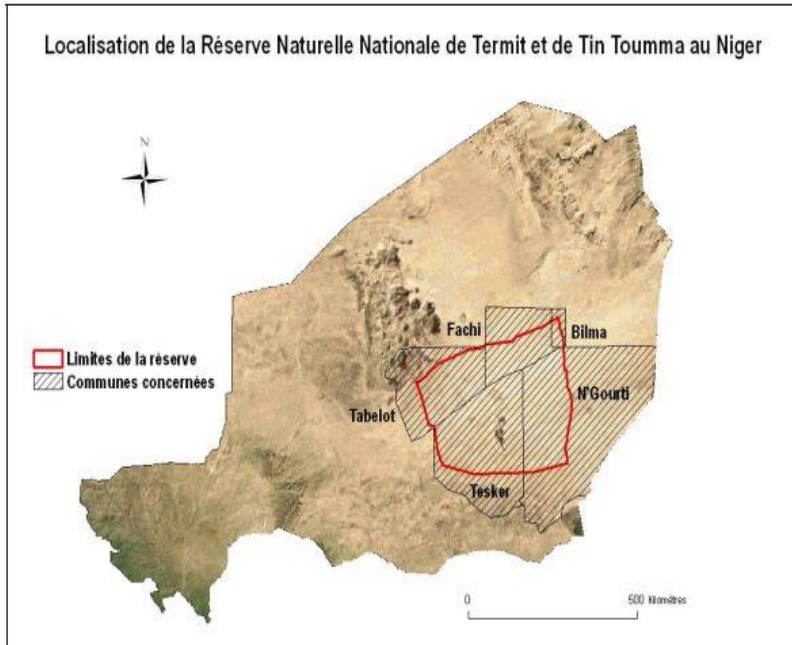 Localisation de la Réserve Naturelle Nationale de Termit et de Tin Toumma au Niger
N
Fachi
Bilma
Limites de la réserve
Communes concernées
N'Gourti
Tabelot
Tesker
0 500 Kilomètres